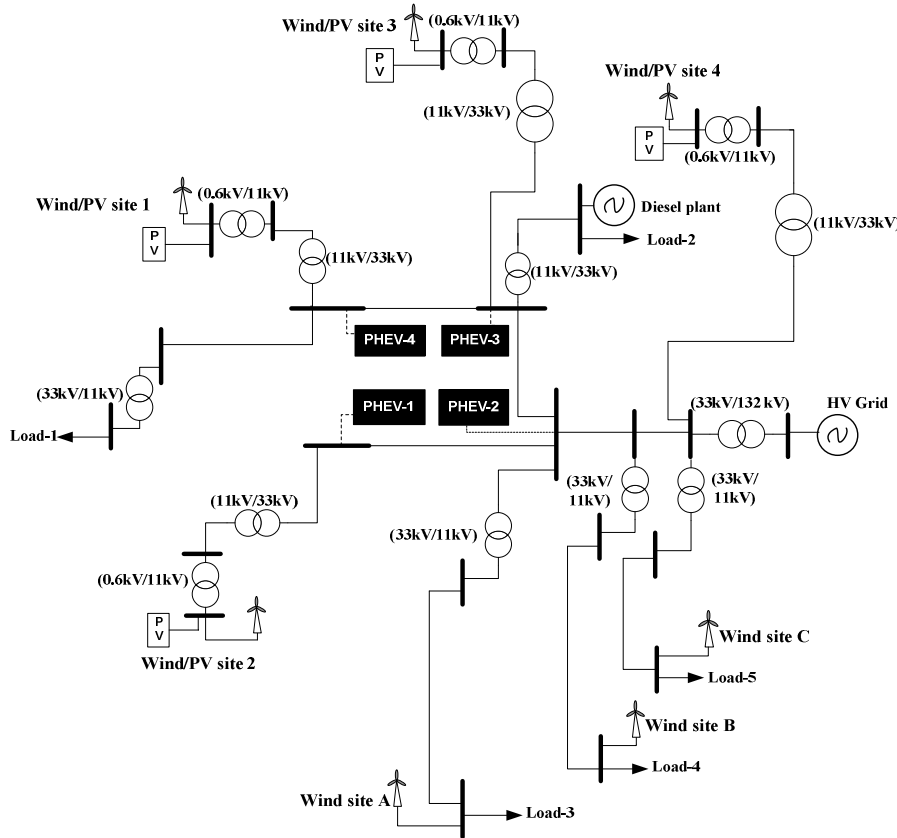 Wind/PV site 3
(0.6kV/11kV)
P
V
Wind/PV site 4
(11kV/33kV)
P
V
(0.6kV/11kV)
(0.6kV/11kV)
Wind/PV site 1
Diesel plant
P
V
Load-2
(11kV/33kV)
(11kV/33kV)
(11kV/33kV)
PHEV-4
PHEV-3
(33kV/11kV)
PHEV-1
PHEV-2
(33kV/132 kV)
HV Grid
Load-1
(33kV/
11kV)
(33kV/
11kV)
(11kV/33kV)
(33kV/11kV)
(0.6kV/11kV)
P
V
Wind site C
Wind/PV site 2
Load-5
Wind site B
Load-4
Wind site A
Load-3